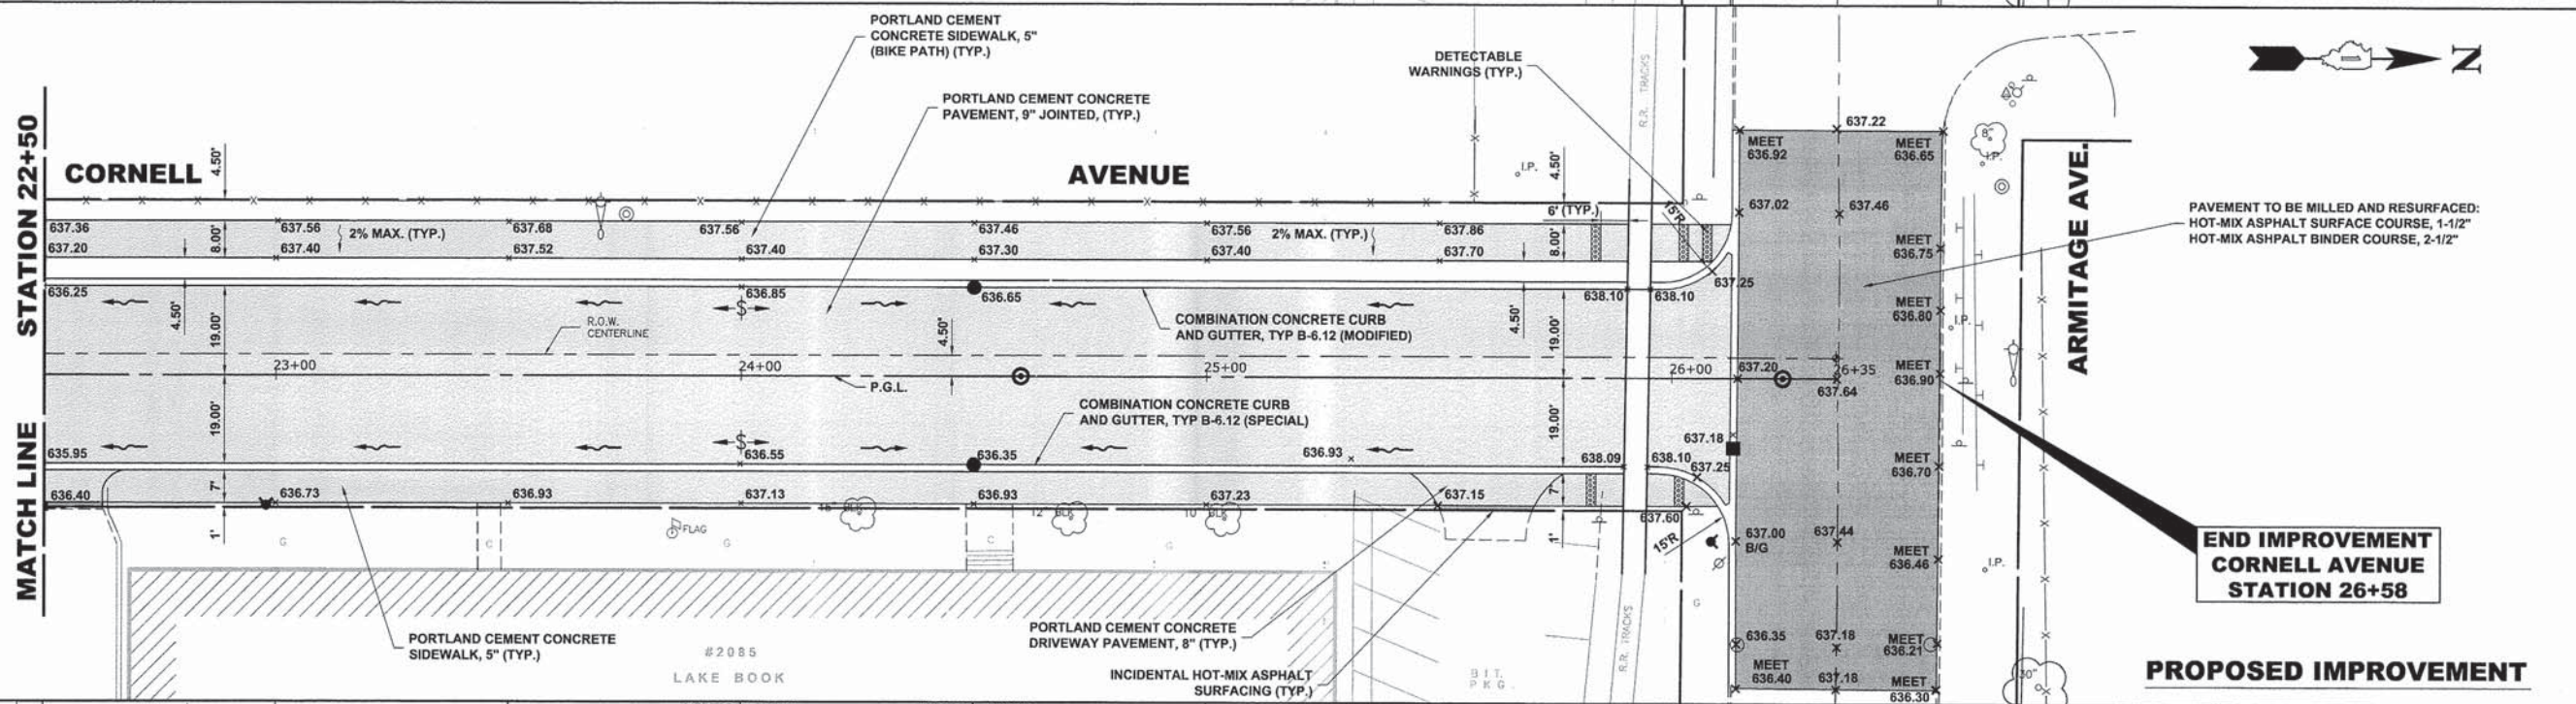 PORTLAND CEMENT
CONCRETE SIDEWALK, 5"
(BIKE PATH) (TYP.)
PORTLAND CEMENT CONCRETE
PAVEMENT, 9" JOINTED, (TYP.)
DETECTABLE
WARNINGS (TYP.)
R.R. TRACKS
N
MATCH LINE STATION 22+50
CORNELL AVENUE
ARMITAGE AVE.
4.50'
4.50'
I.P.
8"
I.P.
637.22
MEET
636.92
MEET
636.65
637.02
637.46
PAVEMENT TO BE MILLED AND RESURFACED:
HOT-MIX ASPHALT SURFACE COURSE, 1-1/2"
HOT-MIX ASHPALT BINDER COURSE, 2-1/2"
637.36
637.56
2% MAX. (TYP.)
637.68
637.56
637.46
637.56
2% MAX. (TYP.)
637.86
6' (TYP.)
15'R
637.20
8.00'
637.40
637.52
637.40
637.30
637.40
637.70
8.00'
MEET
636.75
637.25
636.25
636.85
636.65
638.10
638.10
MEET
636.80
I.P.
S
4.50'
19.00'
R.O.W.
CENTERLINE
4.50'
COMBINATION CONCRETE CURB
AND GUTTER, TYP B-6.12 (MODIFIED)
4.50'
19.00'
23+00
24+00
P.G.L.
25+00
26+00
637.20
26+35
637.64
MEET
636.90
19.00'
COMBINATION CONCRETE CURB
AND GUTTER, TYP B-6.12 (SPECIAL)
19.00'
S
635.95
636.55
636.35
636.93
638.09
638.10
637.18
637.25
MEET
636.70
636.40
7'
636.73
636.93
637.13
636.93
637.23
637.15
7'
637.60
BLK
12" BLK
10" BLK
FLAG
1'
1'
G
C
G
C
G
15'R
637.00
B/G
637.44
MEET
636.46
I.P.
END IMPROVEMENT
CORNELL AVENUE
STATION 26+58
G
PORTLAND CEMENT CONCRETE
SIDEWALK, 5" (TYP.)
#2085
LAKE BOOK
PORTLAND CEMENT CONCRETE
DRIVEWAY PAVEMENT, 8" (TYP.)
INCIDENTAL HOT-MIX ASPHALT
SURFACING (TYP.)
BIT.
PKG.
R.R. TRACKS
636.35
637.18
MEET
636.21
MEET
636.40
637.18
MEET
636.30
30"
PROPOSED IMPROVEMENT